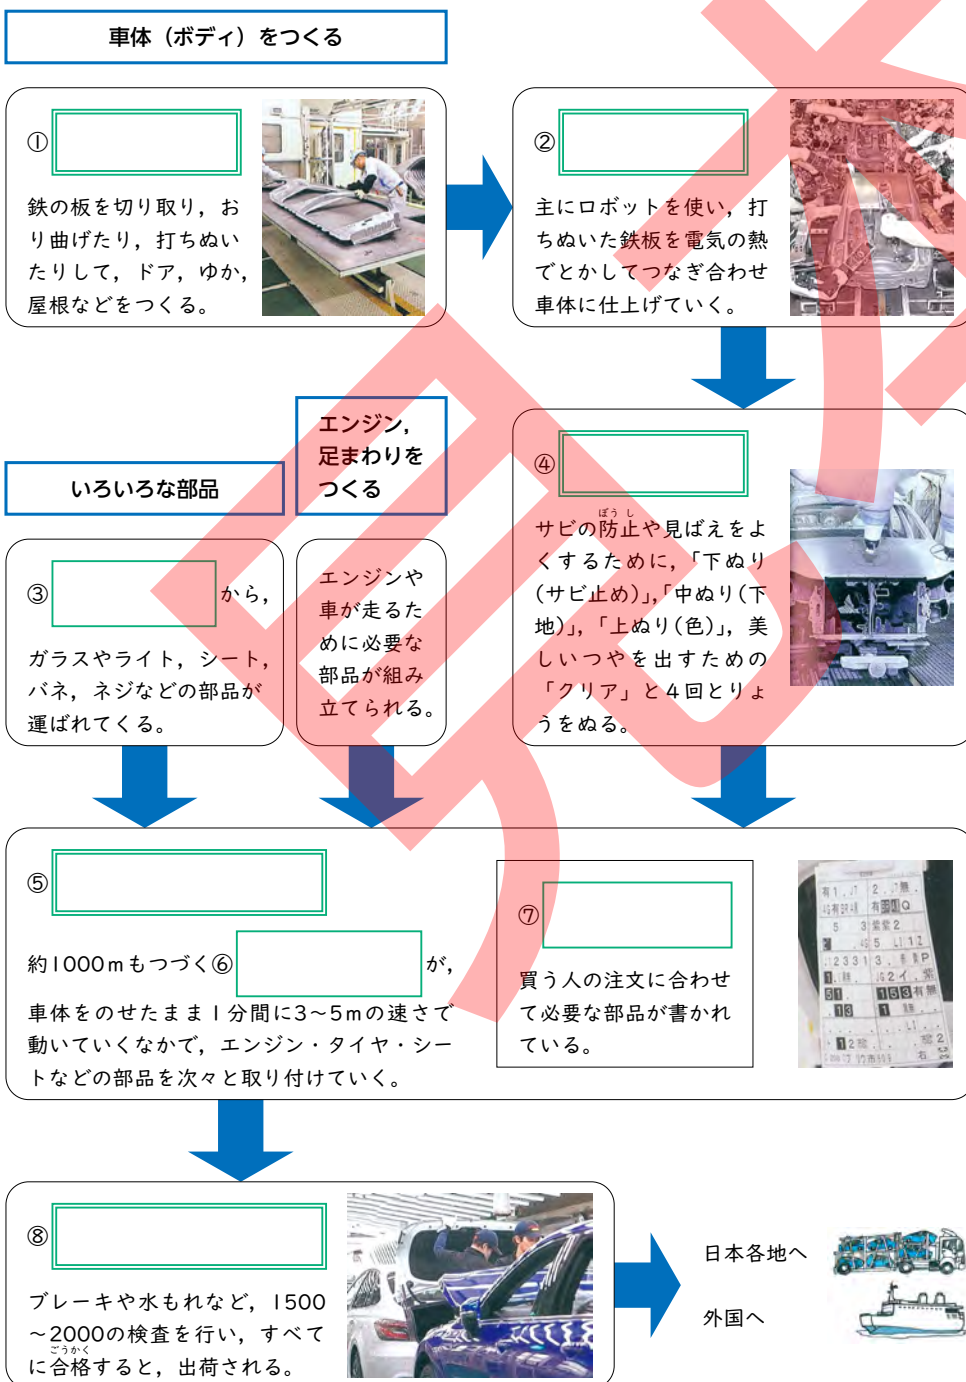 車体（ボディ）をつくる
①
鉄の板を切り取り，お
り曲げたり，打ちぬい
たりして，ドア，ゆか，
屋根などをつくる。
②
主にロボットを使い，打
ちぬいた鉄板を電気の熱
でとかしてつなぎ合わせ
車体に仕上げていく。
いろいろな部品
③ から，
ガラスやライト，シート，
バネ，ネジなどの部品が
運ばれてくる。
エンジン，
足まわりを
つくる
エンジンや
車が走るた
めに必要な
部品が組み
立てられる。
④
サビの防止や見ばえをよ
ぼうし
くするために，「下ぬり
(サビ止め)」，「中ぬり(下
地)」，「上ぬり(色)」，美
しいつやを出すための
「クリア」と４回とりょ
うをぬる。
⑤
約1000mもつづく⑥ が，
車体をのせたまま１分間に3〜5mの速さで
動いていくなかで，エンジン・タイヤ・シー
トなどの部品を次々と取り付けていく。
⑦
買う人の注文に合わせ
て必要な部品が書かれ
ている。
⑧
ブレーキや水もれなど，1500
〜2000の検査を行い，すべて
に合格すると，出荷される。
ごうかく
日本各地へ
外国へ
見本